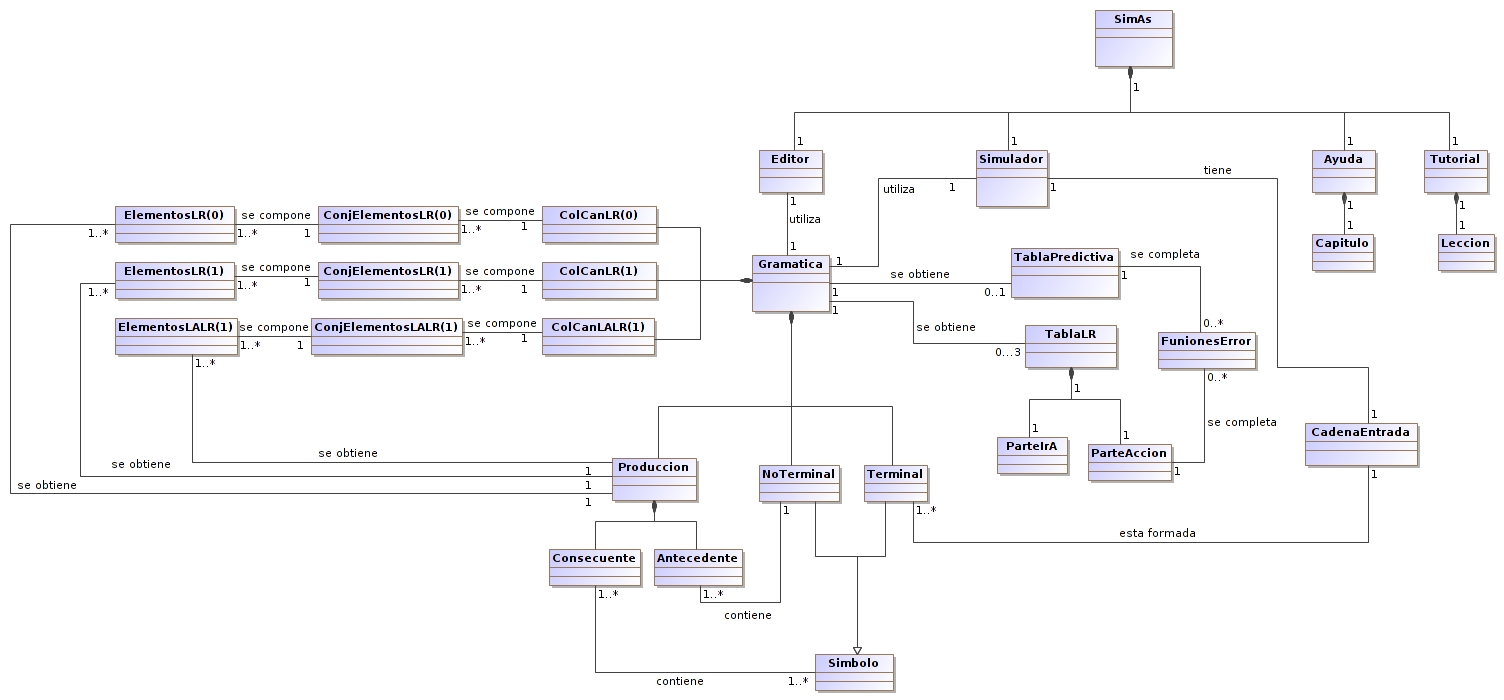 SimAs
1
1
1
1
1
Editor
Simulador
Ayuda
Tutorial
tiene
utiliza
1
1
1
1
1
utiliza
1
1
Capitulo
Leccion
ElementosLR(0)
se compone
ConjElementosLR(0)
se compone
ColCanLR(0)
1..*
1..*
1
1..*
1
1
Gramatica
1
TablaPredictiva
se completa
se obtiene
1
1
0..1
ElementosLR(1)
se compone
ConjElementosLR(1)
se compone
ColCanLR(1)
1..*
1..*
1
1..*
1
1
se obtiene
TablaLR
0...3
0..*
FunionesError
0..*
ElementosLALR(1)
se compone
ConjElementosLALR(1)
se compone
ColCanLALR(1)
1..*
1
1..*
1
1..*
1
1
1
ParteIrA
ParteAccion
1
se completa
1
CadenaEntrada
1
se obtiene
se obtiene
se obtiene
1
1
1
Produccion
NoTerminal
Terminal
1
1..*
esta formada
Consecuente
Antecedente
1..*
1..*
contiene
Simbolo
contiene
1..*